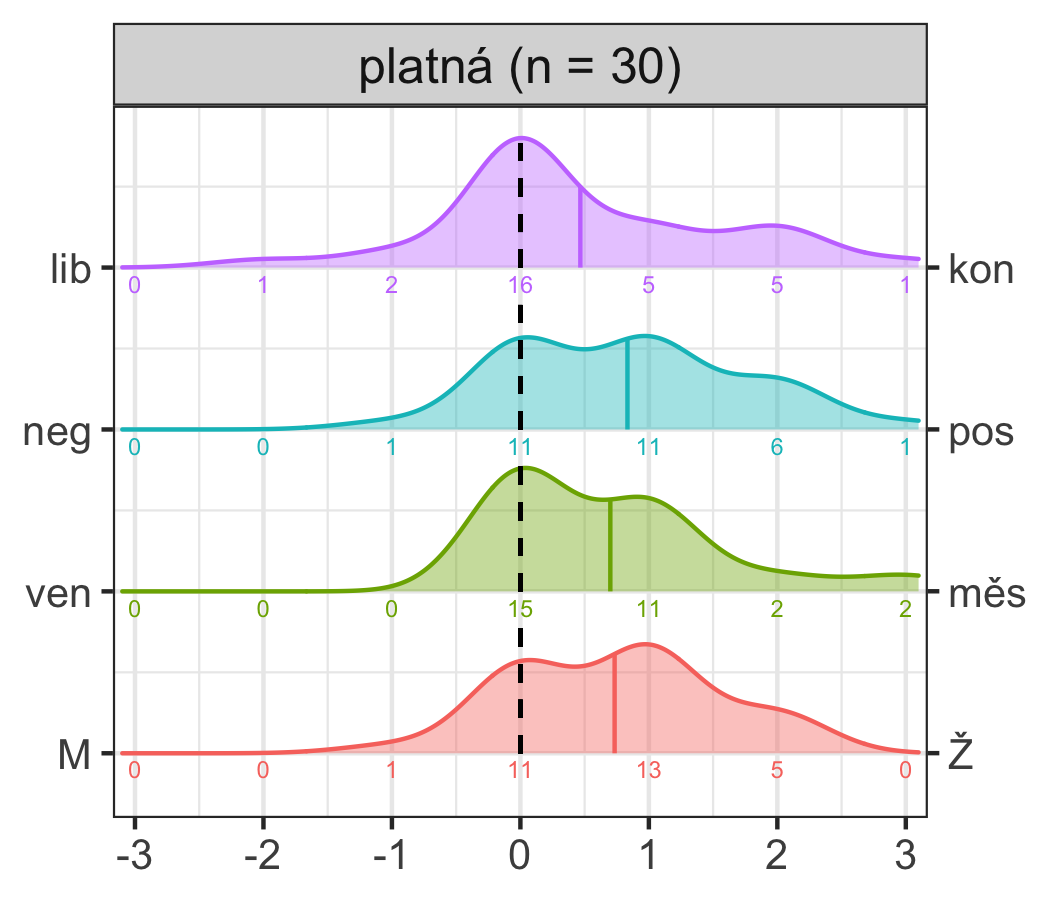 platná (n = 30)
lib kon
0 1 2 16 5 5 1
neg pos
0 0 1 11 11 6 1
ven měs
0 0 0 15 11 2 2
M Ž
0 0 1 11 13 5 0
-3 -2 -1 0 1 2 3